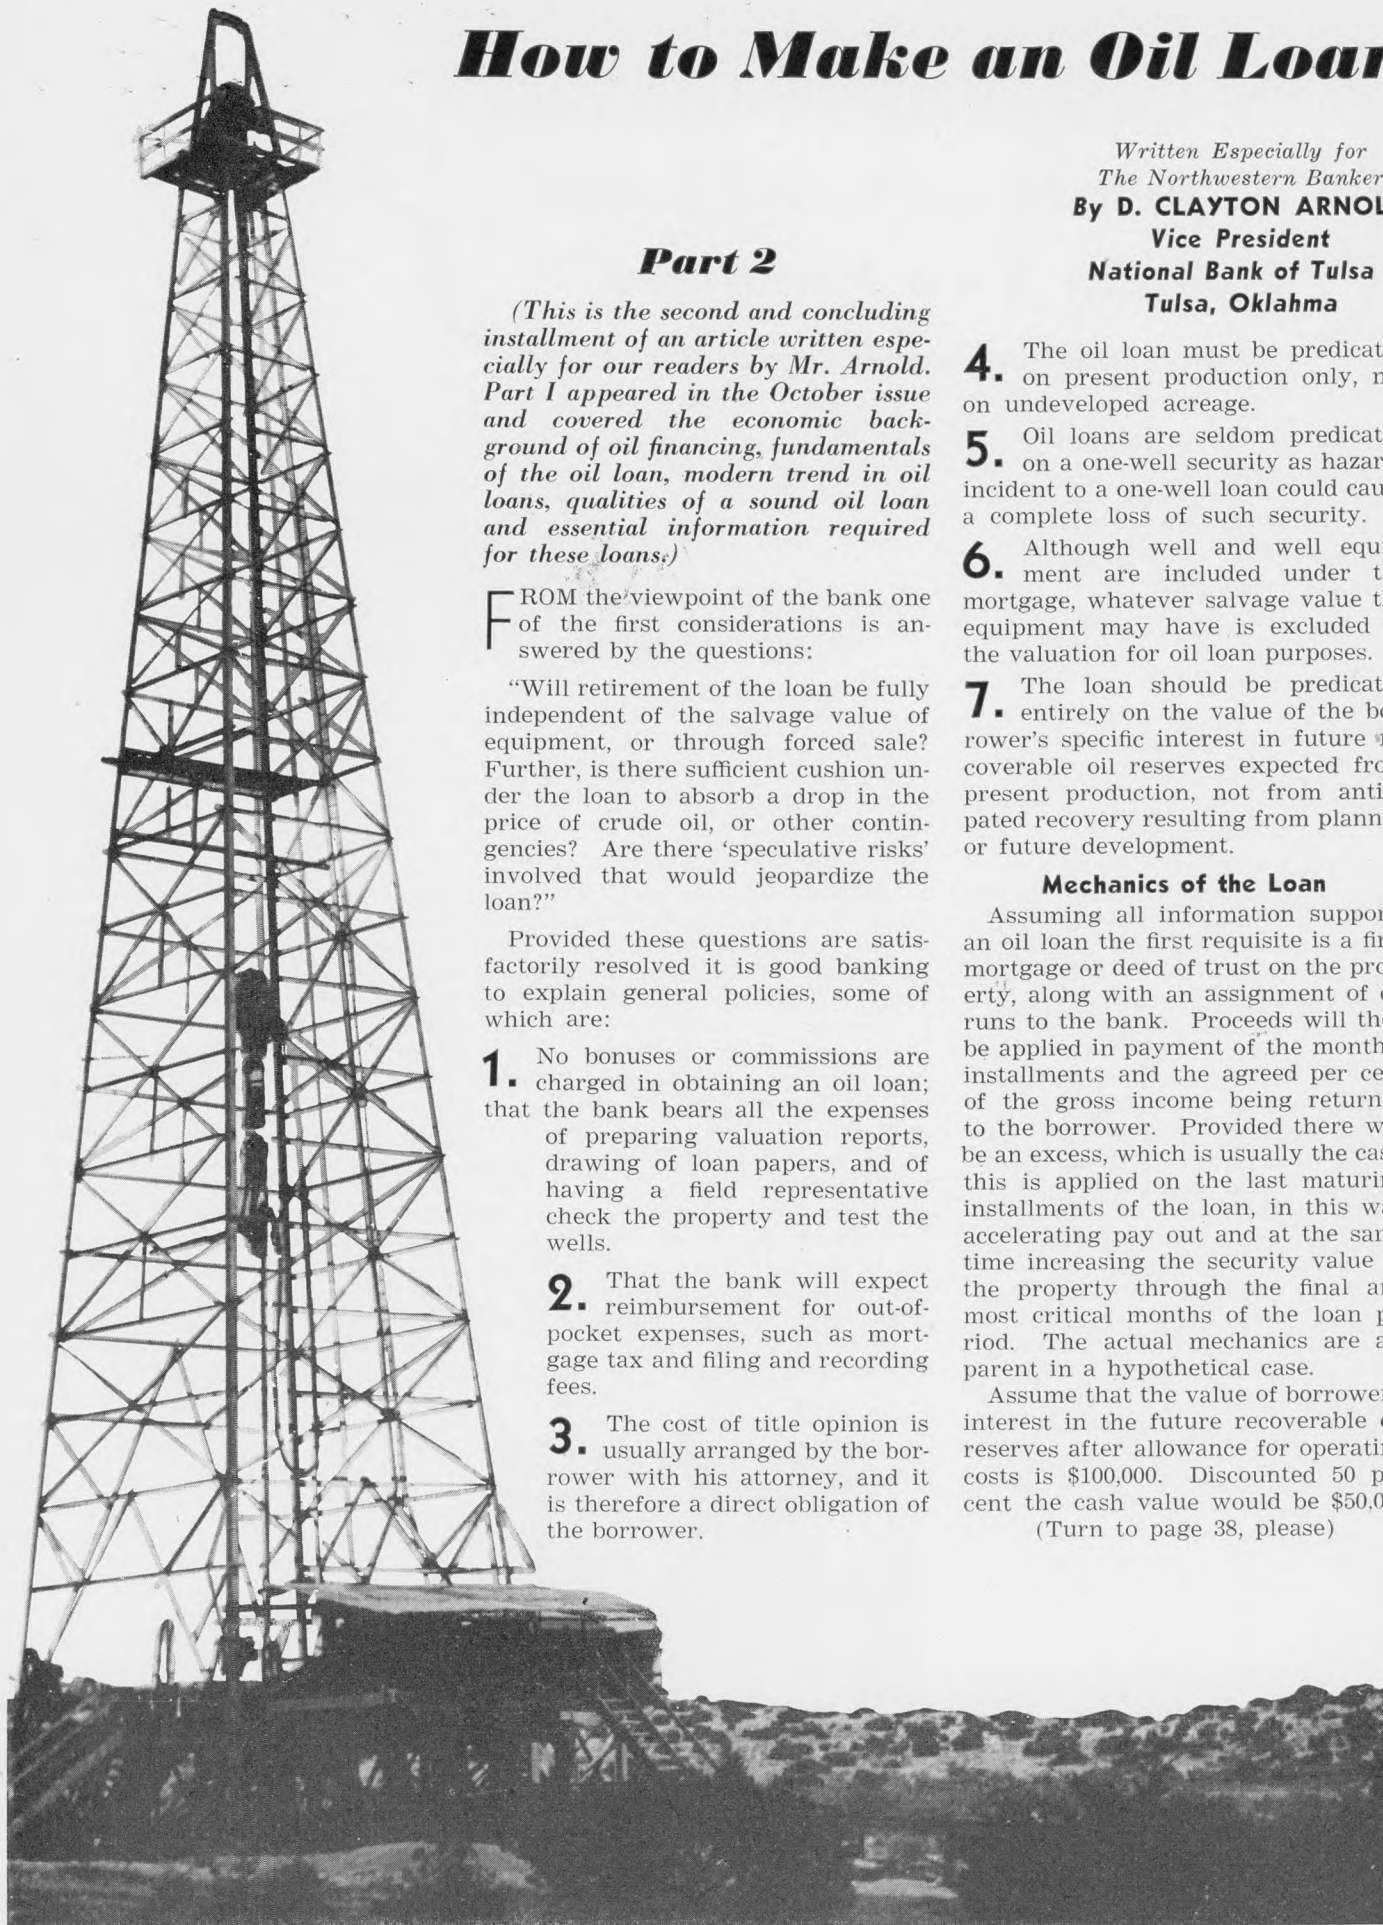 How to Make an Oil Loan
Written Especially for
The Northwestern Banker
By D. CLAYTON ARNOL
Vice President
National Bank of Tulsa
Tulsa, Oklahma
Part 2
(This is the second and concluding
installment of an article written espe-
cially for our readers by Mr. Arnold.
Part I appeared in the October issue
and covered the economic back-
ground of oil financing, fundamentals
of the oil loan, modern trend in oil
loans, qualities of a sound oil loan
and essential information required
for these loans.)
FROM the viewpoint of the bank one
of the first considerations is an-
swered by the questions:
“Will retirement of the loan be fully
independent of the salvage value of
equipment, or through forced sale?
Further, is there sufficient cushion un-
der the loan to absorb a drop in the
price of crude oil, or other contin-
gencies? Are there ‘speculative risks’
involved that would jeopardize the
loan?”
Provided these questions are satis-
factorily resolved it is good banking
to explain general policies, some of
which are:
1. No bonuses or commissions are
charged in obtaining an oil loan;
that the bank bears all the expenses
of preparing valuation reports,
drawing of loan papers, and of
having a field representative
check the property and test the
wells.
2. That the bank will expect
reimbursement for out-of-
pocket expenses, such as mort-
gage tax and filing and recording
fees.
3. The cost of title opinion is
usually arranged by the bor-
rower with his attorney, and it
is therefore a direct obligation of
the borrower.
4. The oil loan must be predicat
on present production only, n
on undeveloped acreage.
5. Oil loans are seldom predicat
on a one-well security as hazar
incident to a one-well loan could cau
a complete loss of such security.
6. Although well and well equi
ment are included under t
mortgage, whatever salvage value t
equipment may have is excluded
the valuation for oil loan purposes.
7. The loan should be predicat
entirely on the value of the bo
rower’s specific interest in future r
coverable oil reserves expected fro
present production, not from anti
pated recovery resulting from plann
or future development.
Mechanics of the Loan
Assuming all information suppor
an oil loan the first requisite is a fir
mortgage or deed of trust on the pro
erty, along with an assignment of o
runs to the bank. Proceeds will the
be applied in payment of the month
installments and the agreed per ce
of the gross income being return
to the borrower. Provided there w
be an excess, which is usually the cas
this is applied on the last maturin
installments of the loan, in this wa
accelerating pay out and at the sam
time increasing the security value
the property through the final an
most critical months of the loan p
riod. The actual mechanics are a
parent in a hypothetical case.
Assume that the value of borrower
interest in the future recoverable o
reserves after allowance for operatin
costs is $100,000. Discounted 50 p
cent the cash value would be $50,0
(Turn to page 38, please)